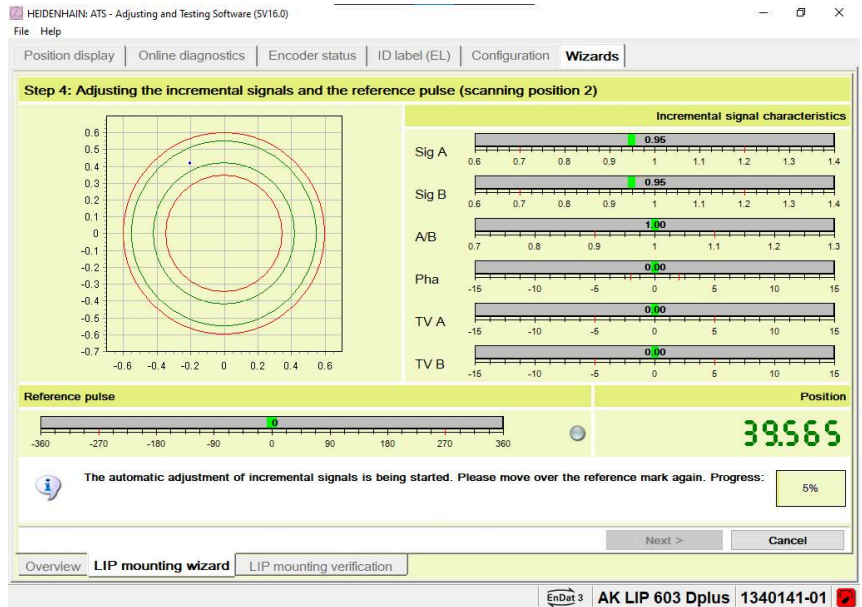 HEIDENHAIN: ATS - Adjusting and Testing Software (SV16.0)
File Help
Position display Online diagnostics Encoder status ID label (EL) Configuration Wizards
Step 4: Adjusting the incremental signals and the reference pulse (scanning position 2)
Incremental signal characteristics
0.6
0.5
0.4
0.3
0.2
0.1
0
-0.1
-0.2
-0.3
-0.4
-0.5
-0.6
-0.7
-0.6 -0.4 -0.2 0 0.2 0.4 0.6
Sig A
0.95
0.6 0.7 0.8 0.9 1 1.1 1.2 1.3 1.4
Sig B
0.95
0.6 0.7 0.8 0.9 1 1.1 1.2 1.3 1.4
A/B
1.00
0.7 0.8 0.9 1 1.1 1.2 1.3
Pha
0.00
-15 -10 -5 0 5 10 15
TV A
0.00
-15 -10 -5 0 5 10 15
TV B
0.00
-15 -10 -5 0 5 10 15
Reference pulse
0
-360 -270 -180 -90 0 90 180 270 360
Position
39.565
The automatic adjustment of incremental signals is being started. Please move over the reference mark again. Progress:
5%
Next > Cancel
Overview LIP mounting wizard LIP mounting verification
EnDat 3 AK LIP 603 Dplus 1340141-01